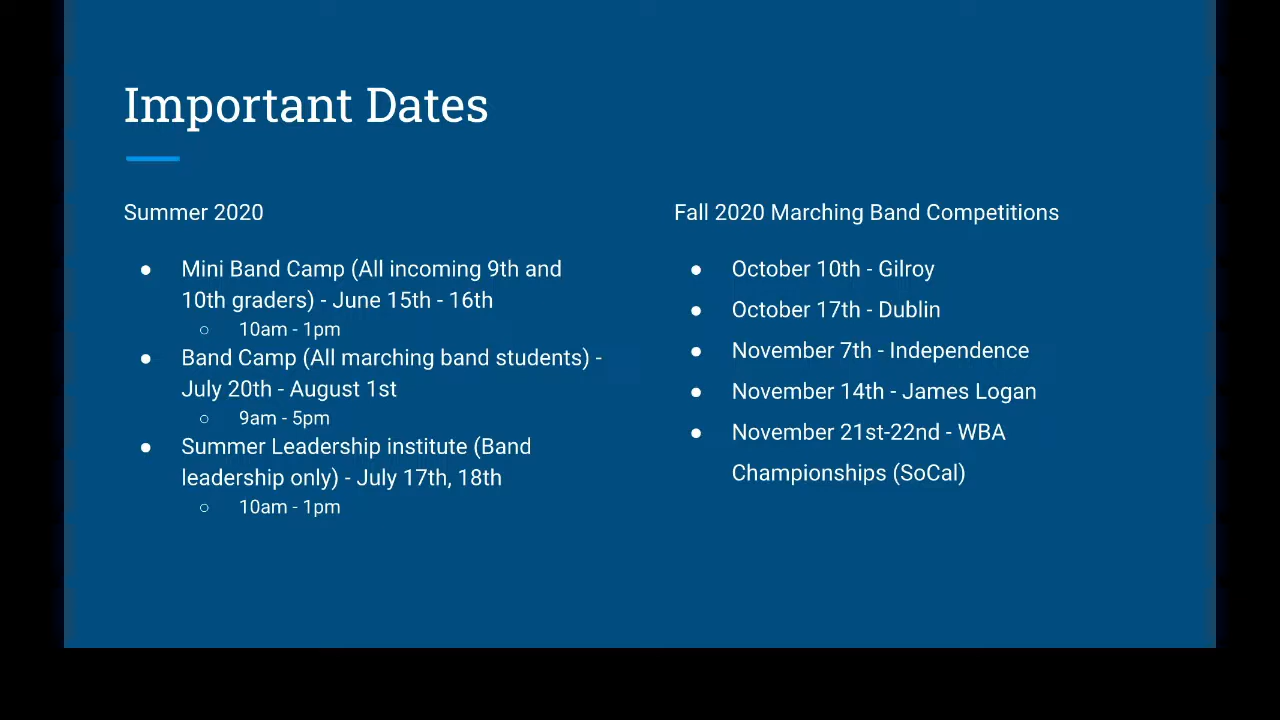 Important Dates
Summer 2020
● Mini Band Camp (All incoming 9th and
10th graders) - June 15th - 16th
○ 10am - 1pm
● Band Camp (All marching band students) -
July 20th - August 1st
○ 9am - 5pm
● Summer Leadership institute (Band
leadership only) - July 17th, 18th
○ 10am - 1pm
Fall 2020 Marching Band Competitions
● October 10th - Gilroy
● October 17th - Dublin
● November 7th - Independence
● November 14th - James Logan
● November 21st-22nd - WBA
Championships (SoCal)